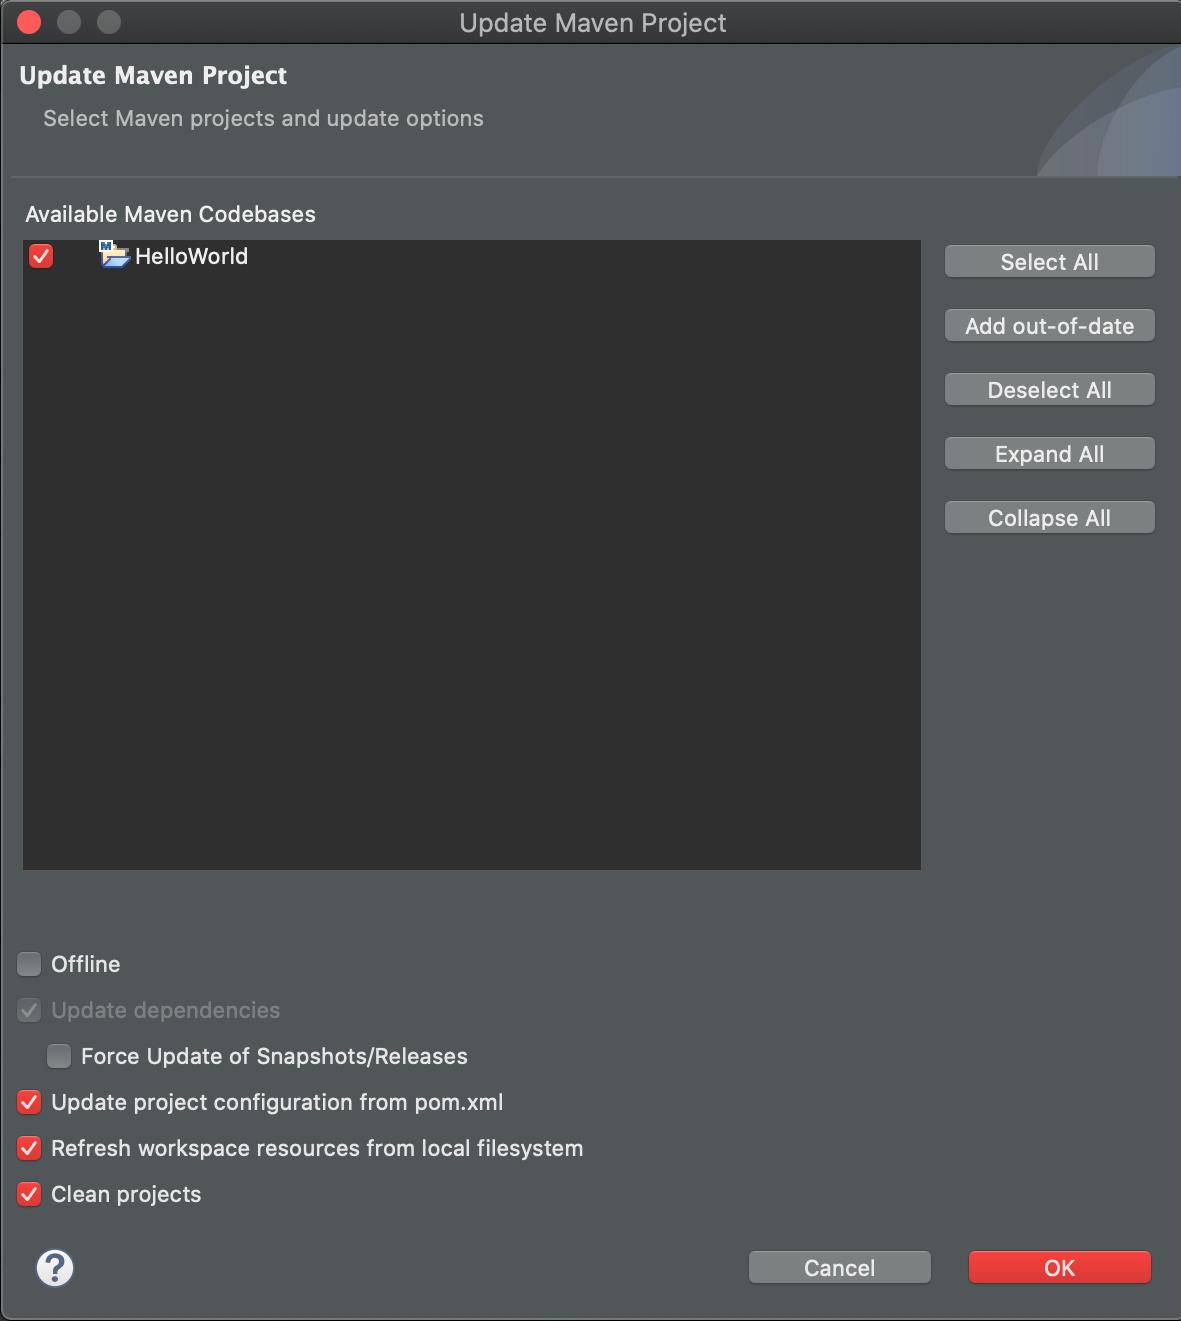 Update Maven Project
Update Maven Project
Select Maven projects and update options
Available Maven Codebases
M HelloWorld
Select All
Add out-of-date
Deselect All
Expand All
Collapse All
Offline
Update dependencies
Force Update of Snapshots/Releases
Update project configuration from pom.xml
Refresh workspace resources from local filesystem
Clean projects
? Cancel OK